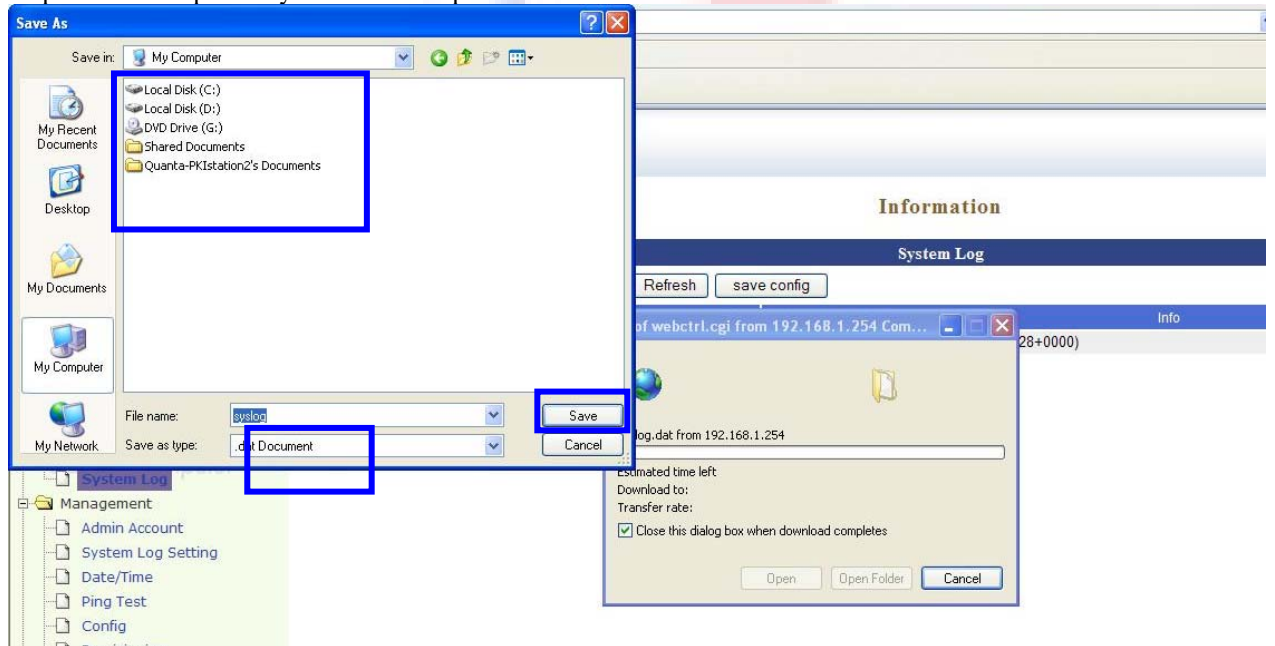 Save As
Save in: My Computer
Local Disk (C:)
Local Disk (D:)
DVD Drive (G:)
Shared Documents
Quanta-PKIstation2's Documents
My Recent
Documents
Desktop
My Documents
My Computer
My Network
File name: syslog
Save
Save as type: .dat Document
Cancel
Information
System Log
Refresh
save config
Info
28+0000)
of webctrl.cgi from 192.168.1.254 Com...
log.dat from 192.168.1.254
Estimated time left
Download to:
Transfer rate:
Close this dialog box when download completes
Open
Open Folder
Cancel
System Log
Management
Admin Account
System Log Setting
Date/Time
Ping Test
Config